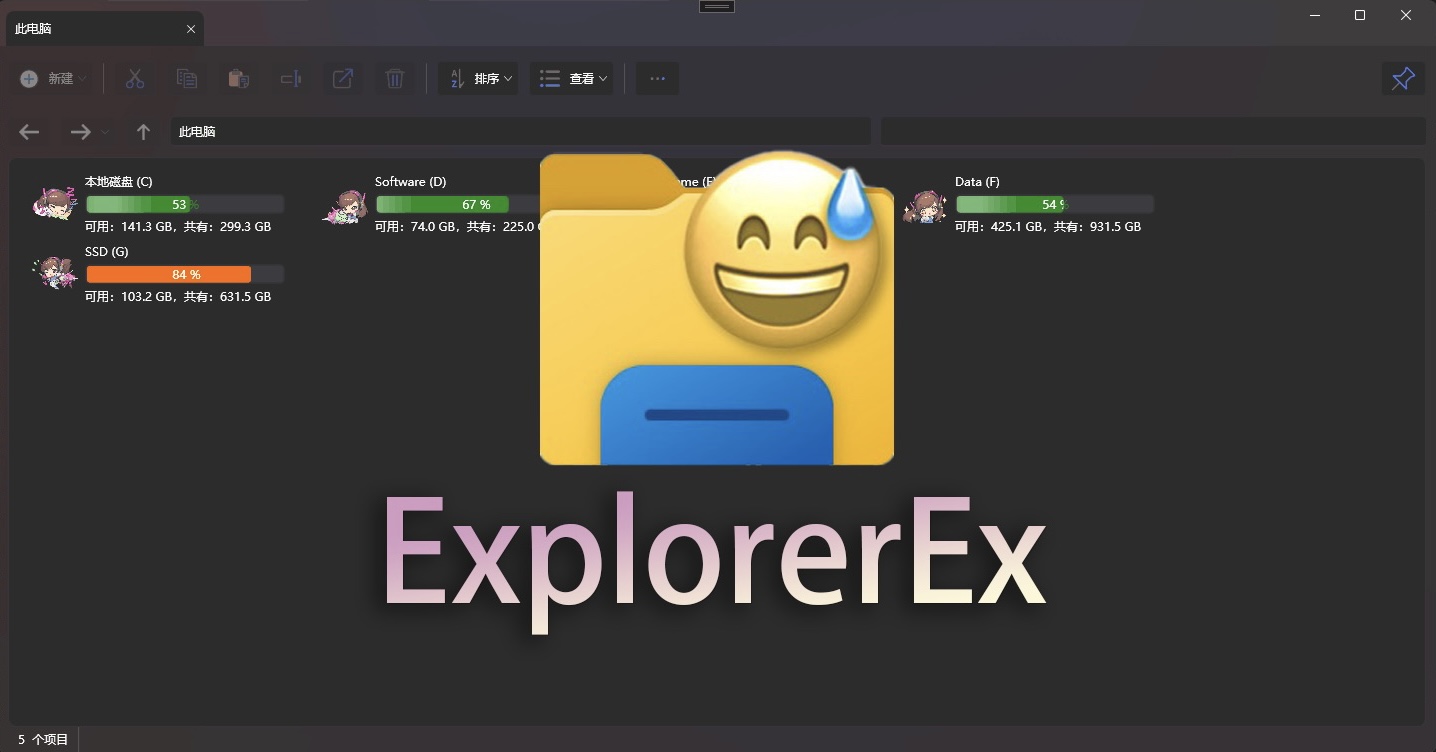 此电脑
新建
排序
查看
此电脑
本地磁盘 (C)
53 %
可用：141.3 GB，共有：299.3 GB
Software (D)
67 %
可用：74.0 GB，共有：225.0
Data (F)
54 %
可用：425.1 GB，共有：931.5 GB
SSD (G)
84 %
可用：103.2 GB，共有：631.5 GB
ExplorerEx
5 个项目